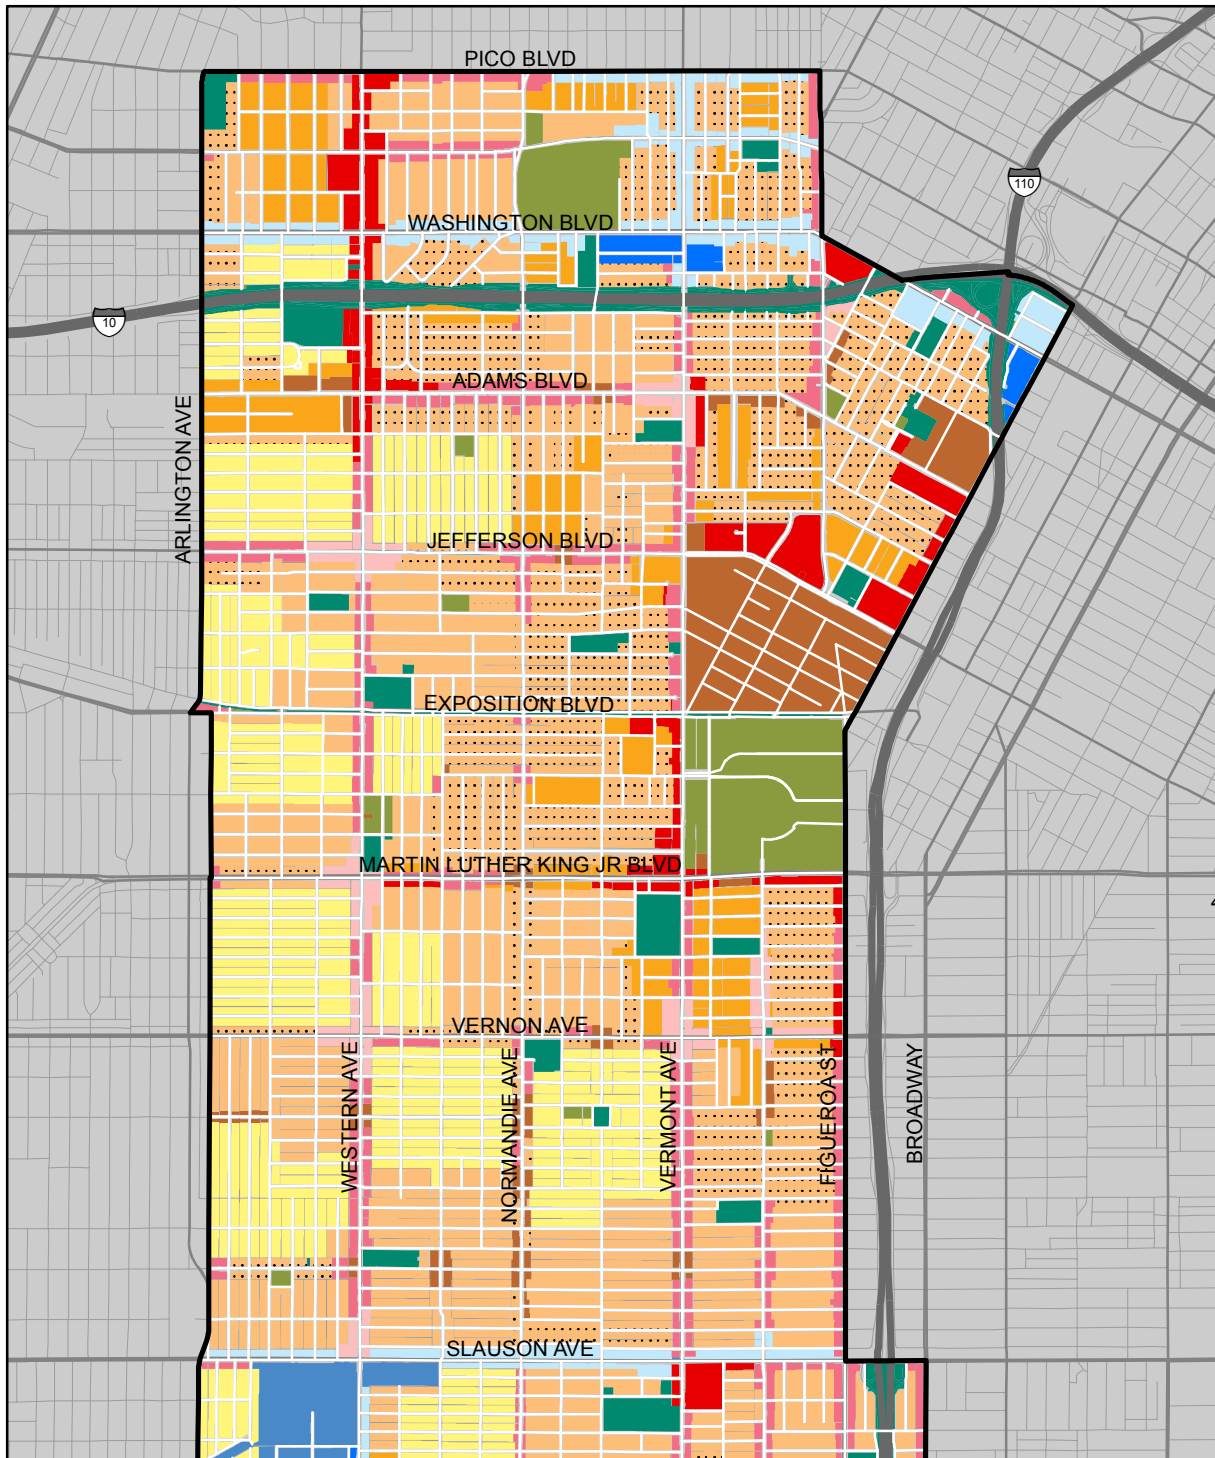 PICO BLVD
110
WASHINGTON BLVD
10
ADAMS BLVD
ARLINGTON AVE
JEFFERSON BLVD
EXPOSITION BLVD
MARTIN LUTHER KING JR BLVD
VERNON AVE
WESTERN AVE
NORMANDIE AVE
VERMONT AVE
FIGUEROA ST
BROADWAY
SLAUSON AVE